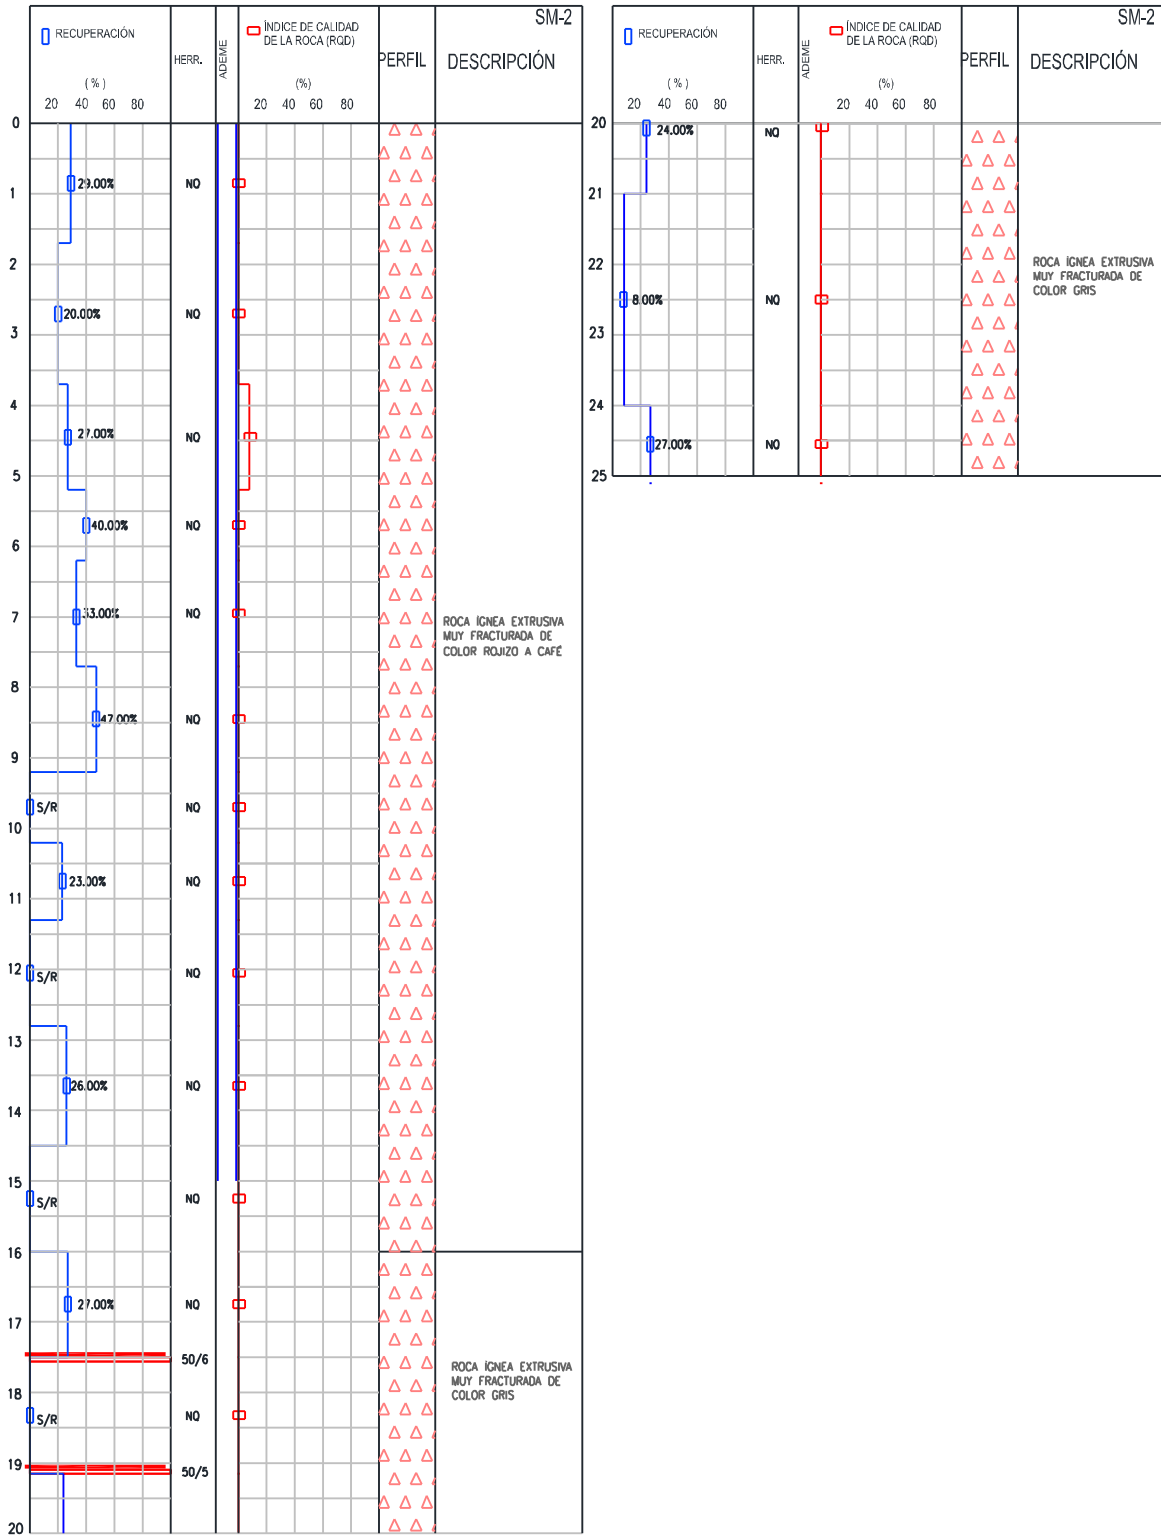 SM-2
RECUPERACIÓN
HERR.
ADEME
ÍNDICE DE CALIDAD
DE LA ROCA (RQD)
PERFIL
DESCRIPCIÓN
( % )
(%)
20 40 60 80
20 40 60 80
0
29.00% NQ
1
2
20.00% NQ
3
4
27.00% NQ
5
40.00% NQ
6
33.00% NQ
7
ROCA ÍGNEA EXTRUSIVA
MUY FRACTURADA DE
COLOR ROJIZO A CAFÉ
8
47.00% NQ
9
S/R NQ
10
23.00% NQ
11
12
S/R NQ
13
26.00% NQ
14
15
S/R NQ
16
27.00% NQ
17
50/6
ROCA ÍGNEA EXTRUSIVA
MUY FRACTURADA DE
COLOR GRIS
18
S/R NQ
19
50/5
20
SM-2
RECUPERACIÓN
HERR.
ADEME
ÍNDICE DE CALIDAD
DE LA ROCA (RQD)
PERFIL
DESCRIPCIÓN
( % )
(%)
20 40 60 80
20 40 60 80
20
24.00% NQ
21
22
ROCA ÍGNEA EXTRUSIVA
MUY FRACTURADA DE
COLOR GRIS
8.00% NQ
23
24
27.00% NQ
25